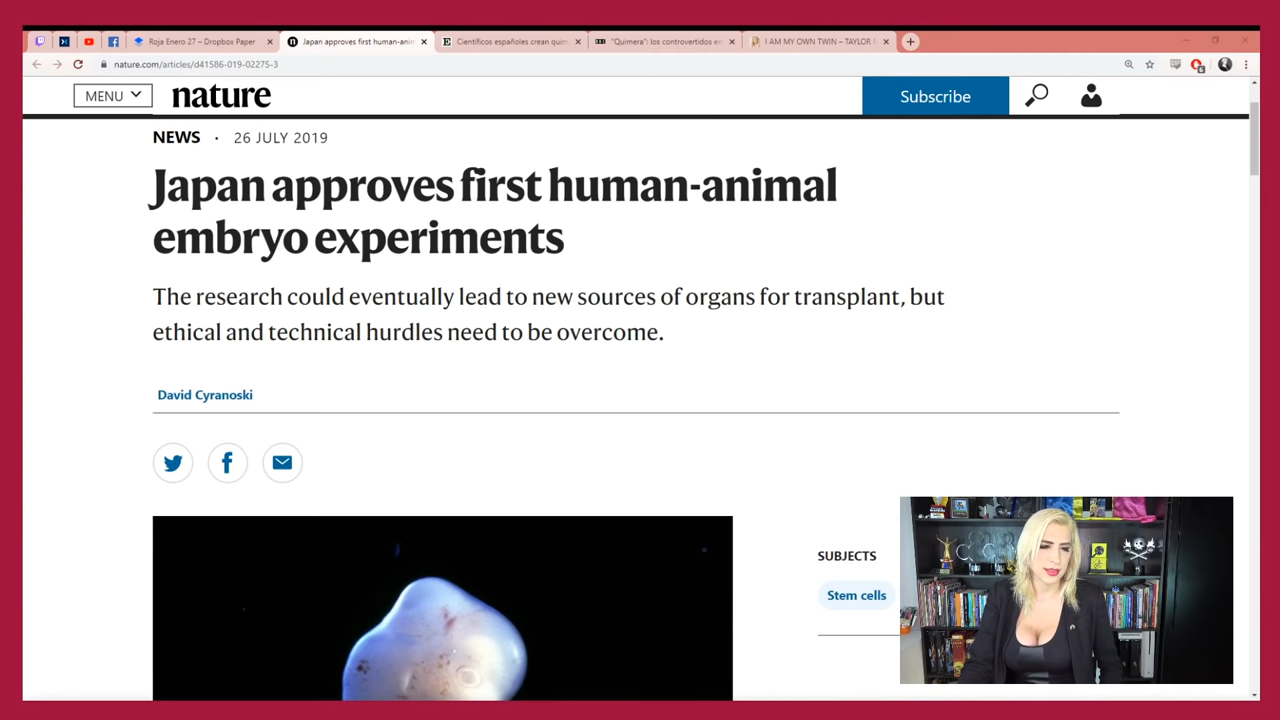 Roja Enero 27 – Dropbox Paper
Japan approves first human-anim
Científicos españoles crean quim
"Quimera": los controvertidos en
I AM MY OWN TWIN – TAYLOR M
nature.com/articles/d41586-019-02275-3
MENU
nature
Subscribe
NEWS · 26 JULY 2019
Japan approves first human-animal
embryo experiments
The research could eventually lead to new sources of organs for transplant, but
ethical and technical hurdles need to be overcome.
David Cyranoski
SUBJECTS
Stem cells